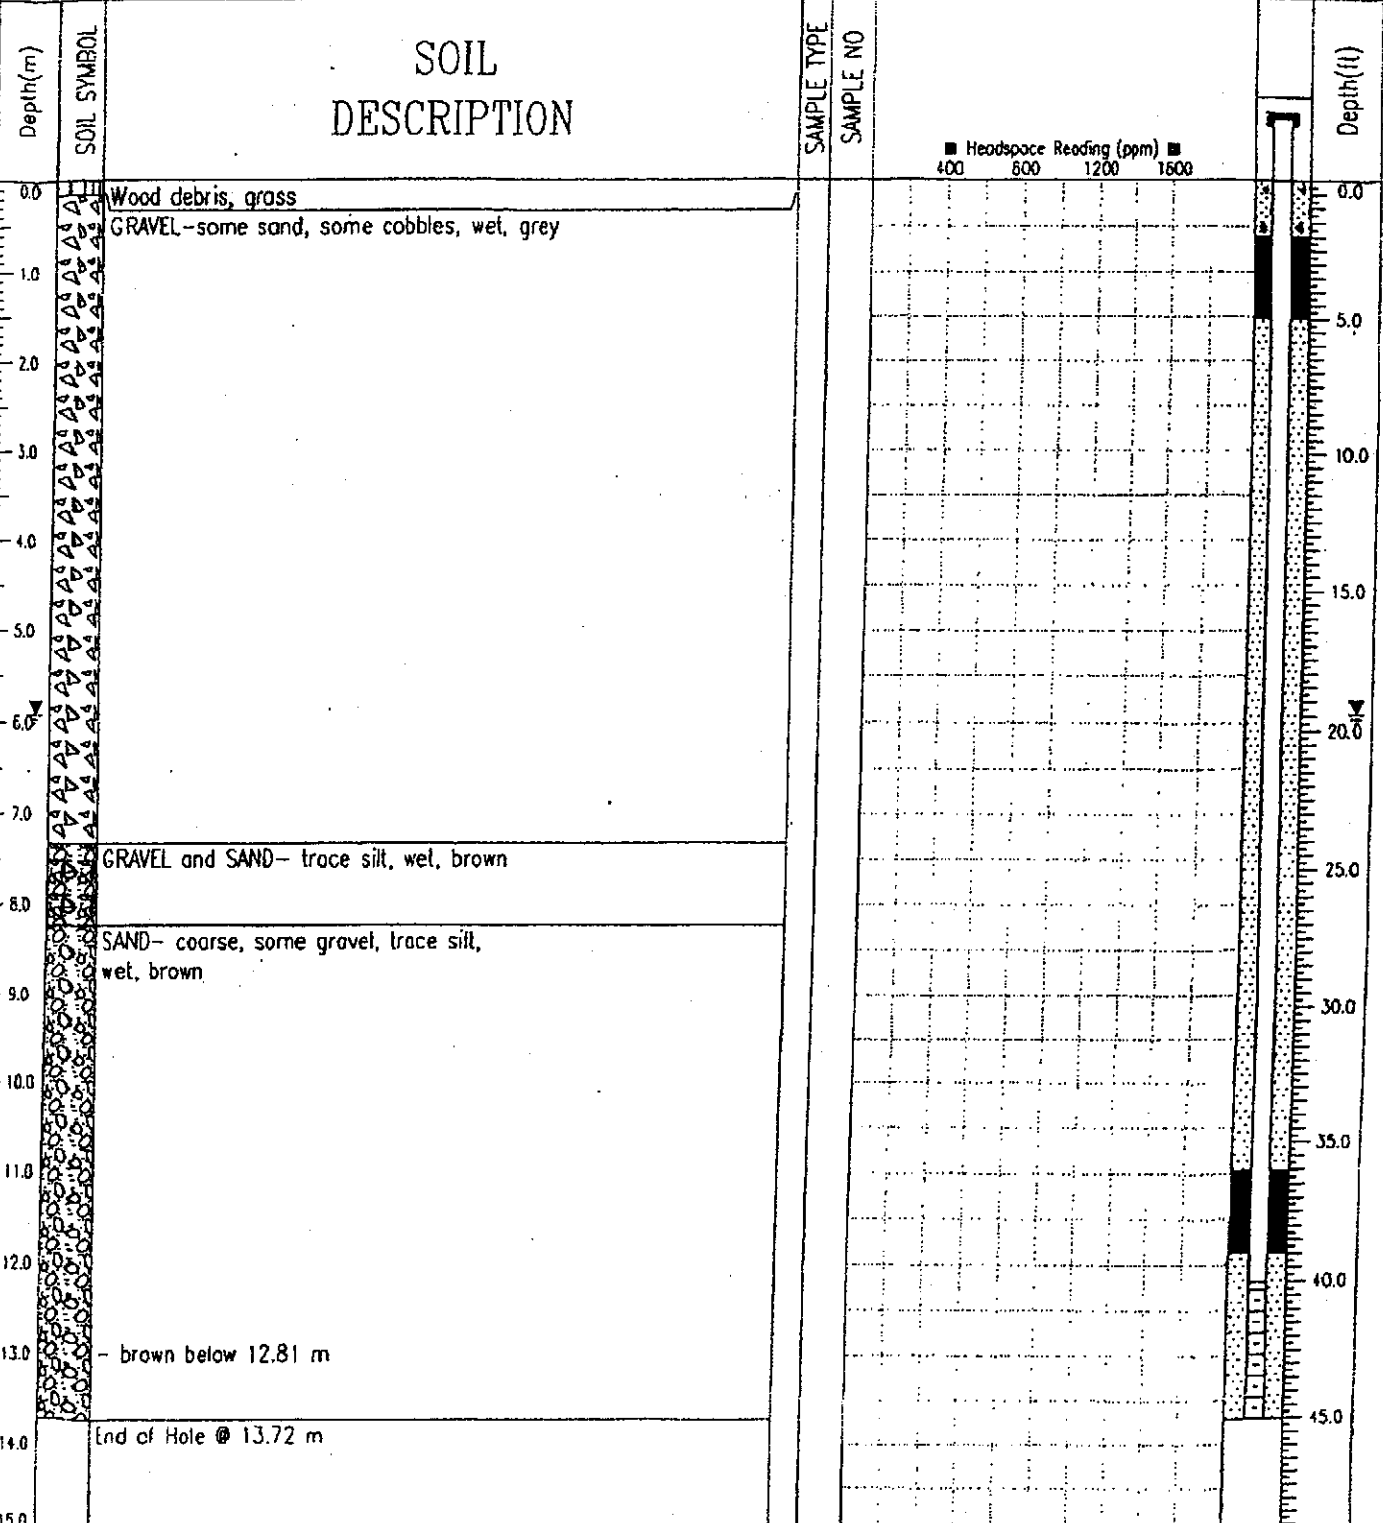 Depth(m)
SOIL SYMBOL
SOIL
DESCRIPTION
SAMPLE TYPE
SAMPLE NO
■ Headspace Reading (ppm) ■
400 800 1200 1600
Depth(ft)
0.0
Wood debris, grass
0.0
GRAVEL-some sand, some cobbles, wet, grey
1.0
5.0
2.0
3.0
10.0
4.0
15.0
5.0
6.0
20.0
7.0
GRAVEL and SAND- trace silt, wet, brown
25.0
8.0
SAND- coarse, some gravel, trace silt,
wet, brown
9.0
30.0
10.0
35.0
11.0
12.0
40.0
13.0
- brown below 12.81 m
45.0
End of Hole @ 13.72 m
14.0
15.0